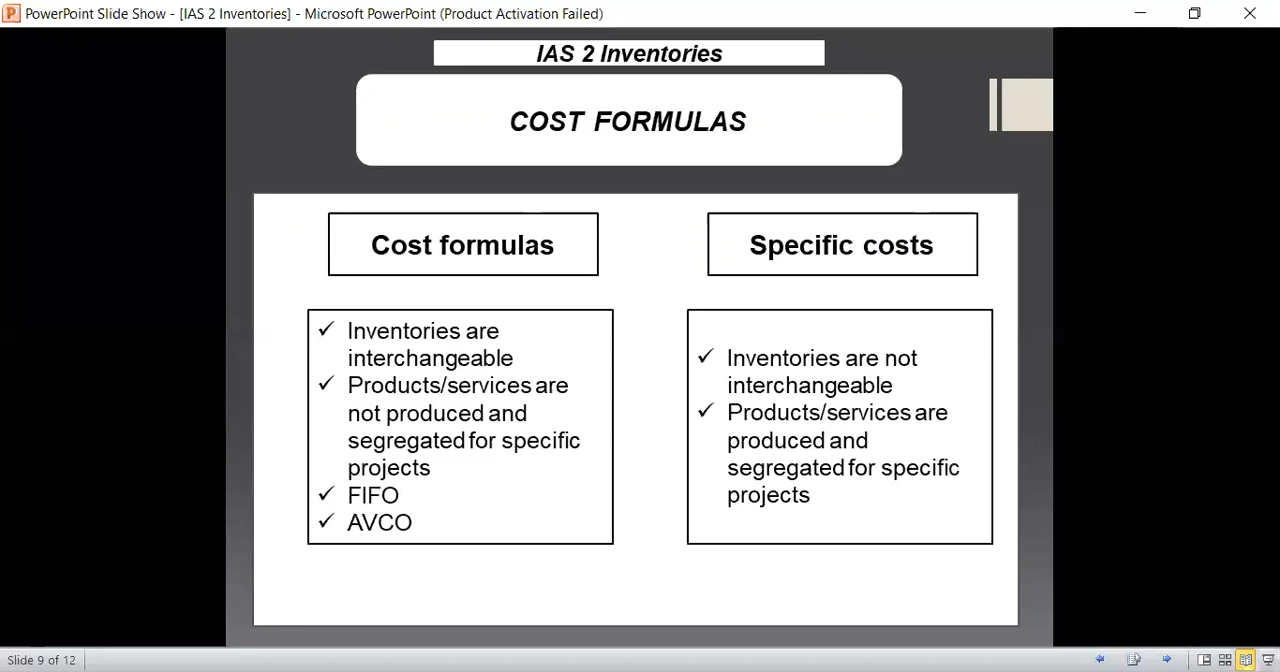 PowerPoint Slide Show - [IAS 2 Inventories] - Microsoft PowerPoint (Product Activation Failed)
IAS 2 Inventories
COST FORMULAS
Cost formulas
✓ Inventories are
interchangeable
✓ Products/services are
not produced and
segregated for specific
projects
✓ FIFO
✓ AVCO
Specific costs
✓ Inventories are not
interchangeable
✓ Products/services are
produced and
segregated for specific
projects
Slide 9 of 12